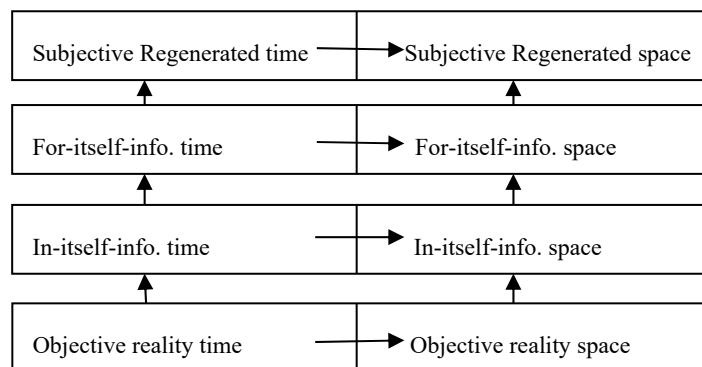 Subjective Regenerated time Subjective Regenerated space
For-itself-info. time For-itself-info. space
In-itself-info. time In-itself-info. space
Objective reality time Objective reality space